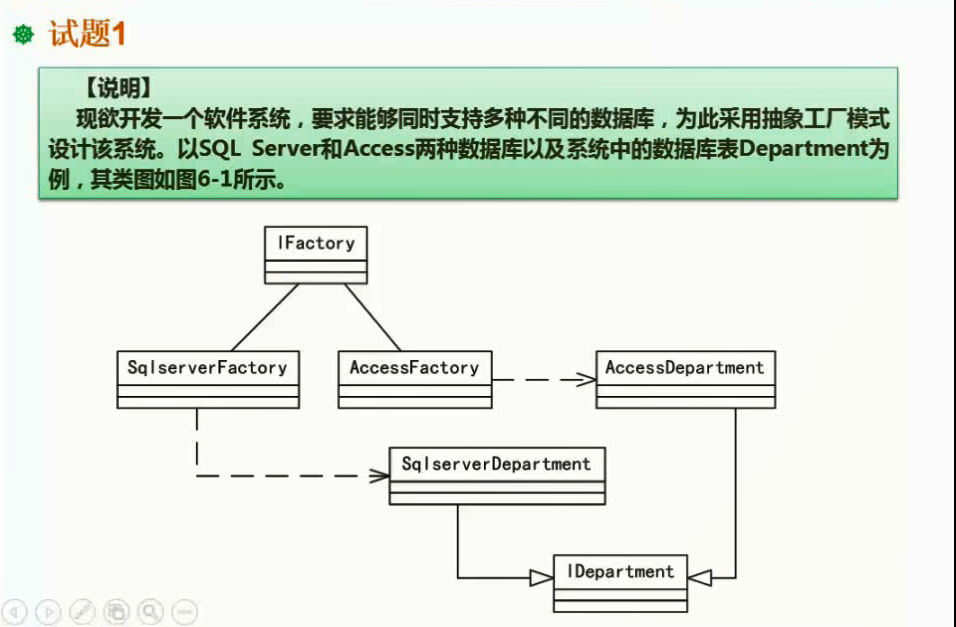 试题1
【说明】
现欲开发一个软件系统，要求能够同时支持多种不同的数据库，为此采用抽象工厂模式
设计该系统。以SQL Server和Access两种数据库以及系统中的数据库表Department为
例，其类图如图6-1所示。
IFactory
SqlserverFactory
AccessFactory
AccessDepartment
SqlserverDepartment
IDepartment